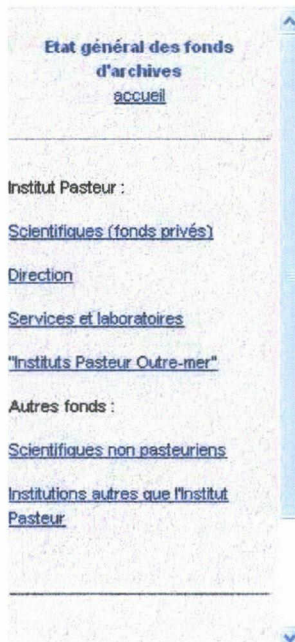 Etat général des fonds
d'archives
accueil
Institut Pasteur :
Scientifiques (fonds privés)
Direction
Services et laboratoires
"Instituts Pasteur Outre-mer"
Autres fonds :
Scientifiques non pasteuriens
Institutions autres que l'Institut
Pasteur